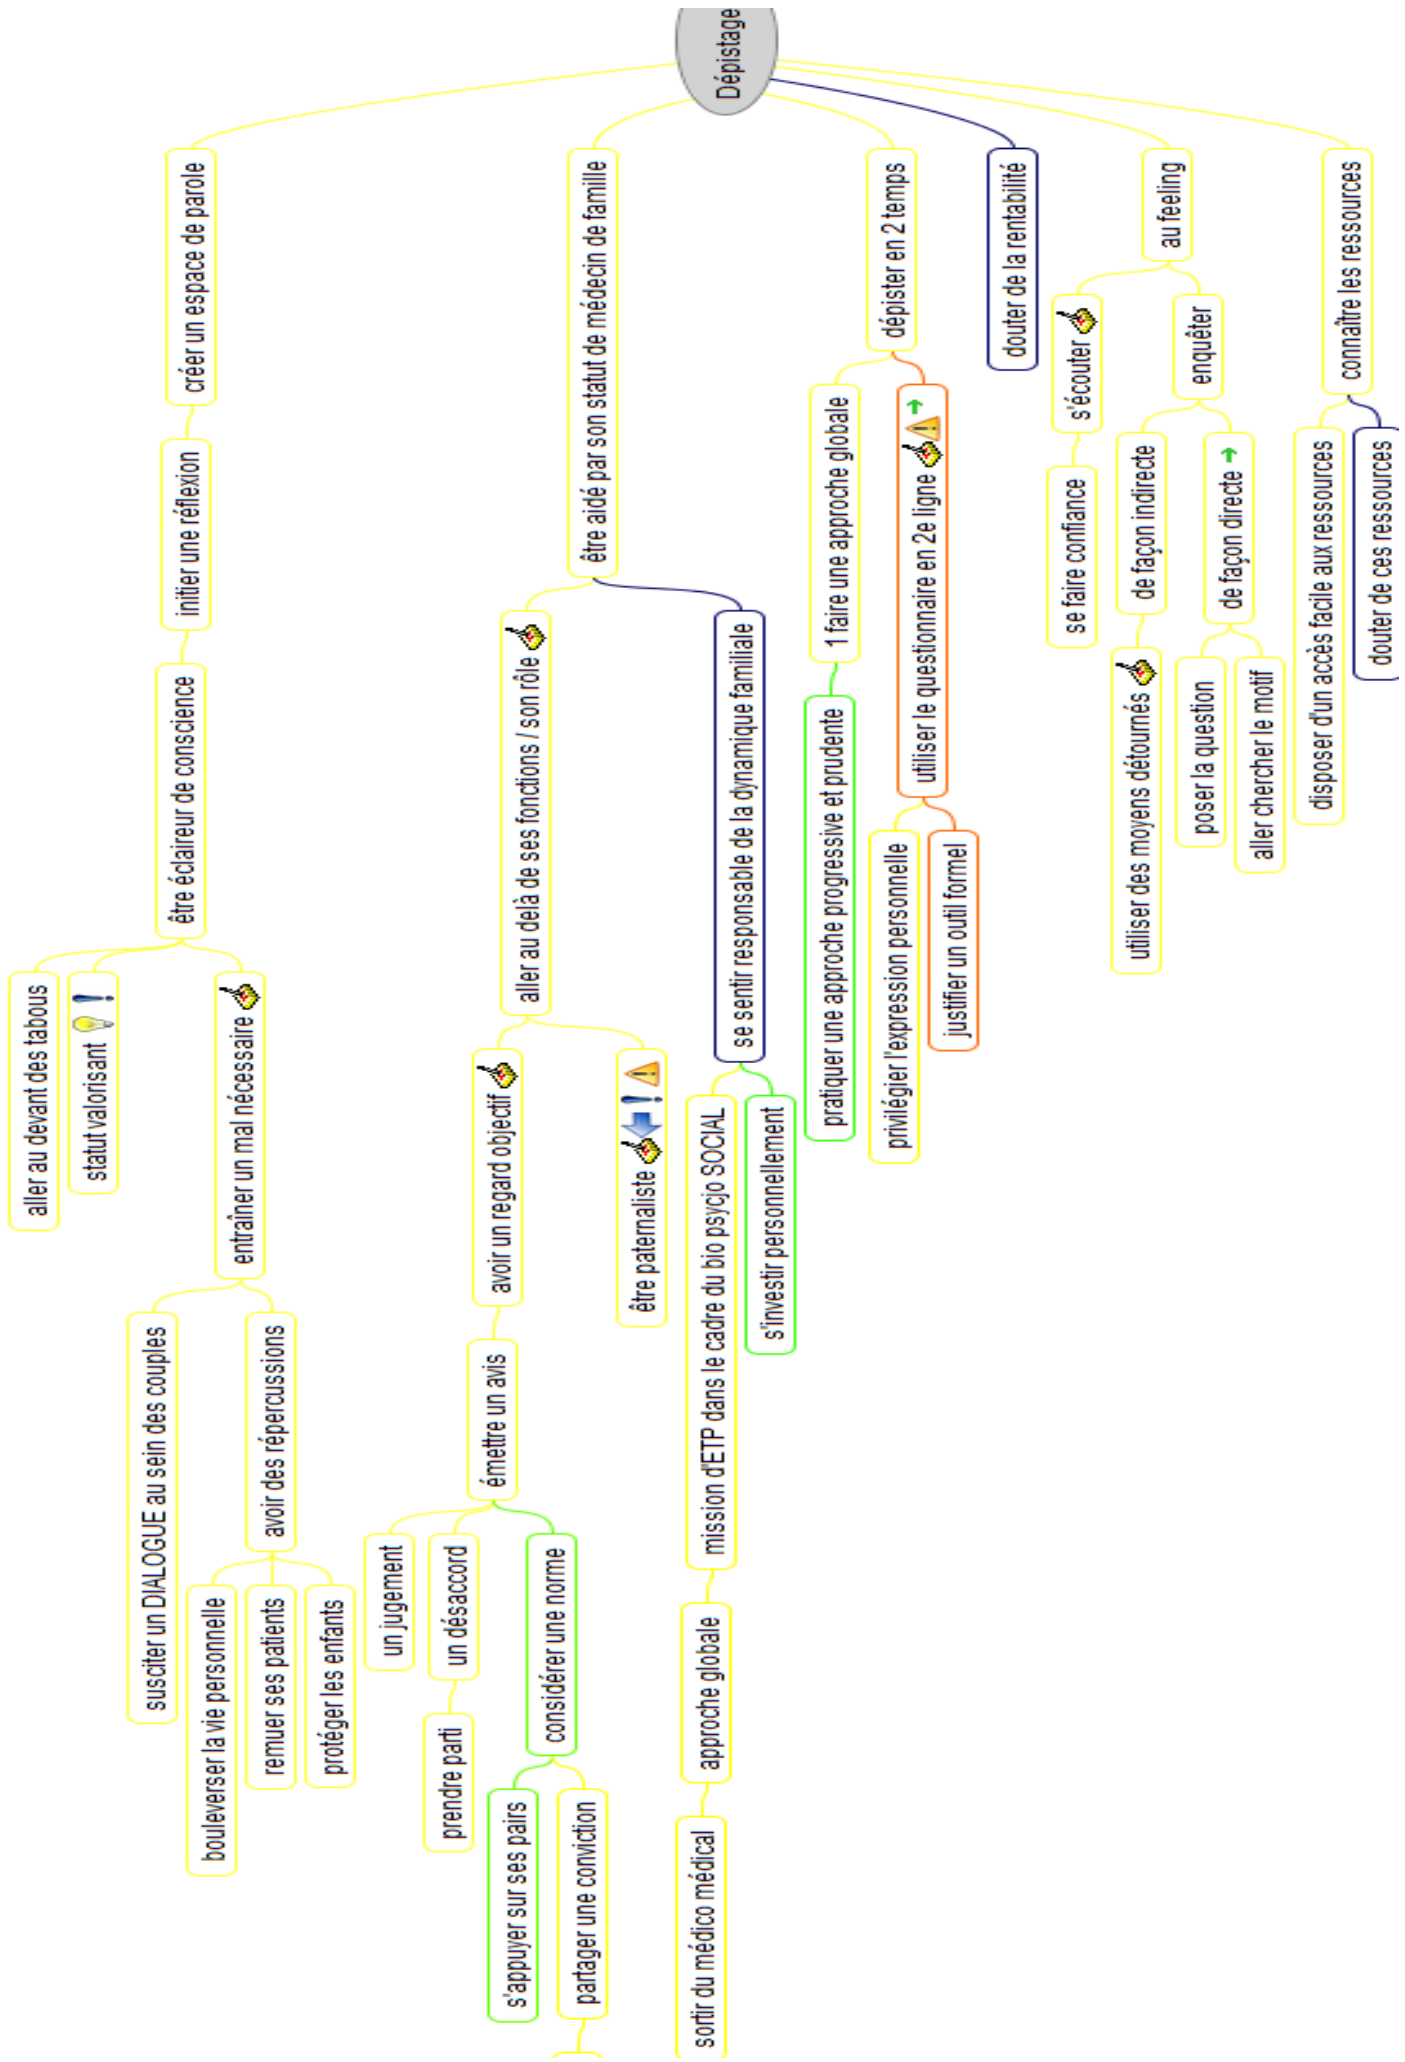 Dépistage
créer un espace de parole
initier une réflexion
être éclaireur de conscience
aller au devant des tabous
statut valorisant
entraîner un mal nécessaire
susciter un DIALOGUE au sein des couples
avoir des répercussions
bouleverser la vie personnelle
remuer ses patients
protéger les enfants
être aidé par son statut de médecin de famille
aller au delà de ses fonctions / son rôle
avoir un regard objectif
émettre un avis
un jugement
un désaccord
prendre parti
considérer une norme
s'appuyer sur ses pairs
partager une conviction
être paternaliste
se sentir responsable de la dynamique familiale
mission d'ETP dans le cadre du bio psycjo SOCIAL
approche globale
sortir du médico médical
s'investir personnellement
dépister en 2 temps
1 faire une approche globale
pratiquer une approche progressive et prudente
utiliser le questionnaire en 2e ligne
privilégier l'expression personnelle
justifier un outil formel
douter de la rentabilité
au feeling
s'écouter
se faire confiance
enquêter
de façon indirecte
utiliser des moyens détournés
de façon directe
poser la question
aller chercher le motif
connaître les ressources
disposer d'un accès facile aux ressources
douter de ces ressources